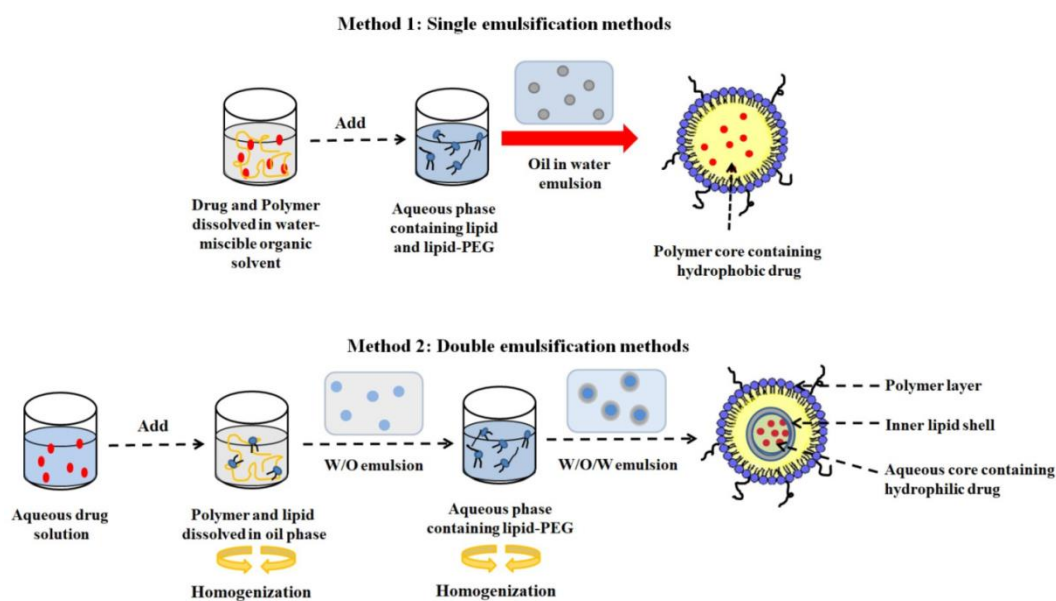 Method 1: Single emulsification methods
Add
Oil in water
emulsion
Drug and Polymer
dissolved in water-
miscible organic
solvent
Aqueous phase
containing lipid
and lipid-PEG
Polymer core containing
hydrophobic drug
Method 2: Double emulsification methods
Add
W/O emulsion
W/O/W emulsion
Polymer layer
Inner lipid shell
Aqueous core containing
hydrophilic drug
Aqueous drug
solution
Polymer and lipid
dissolved in oil phase
Aqueous phase
containing lipid-PEG
Homogenization
Homogenization